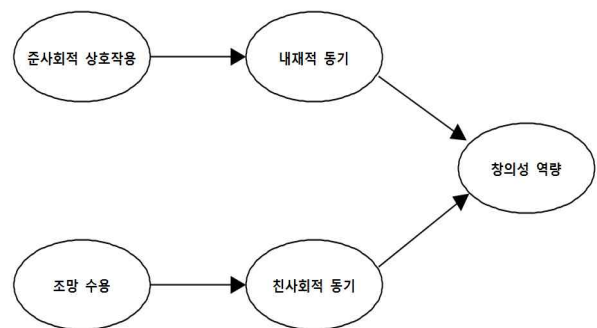 준사회적 상호작용
내재적 동기
창의성 역량
조망 수용
친사회적 동기